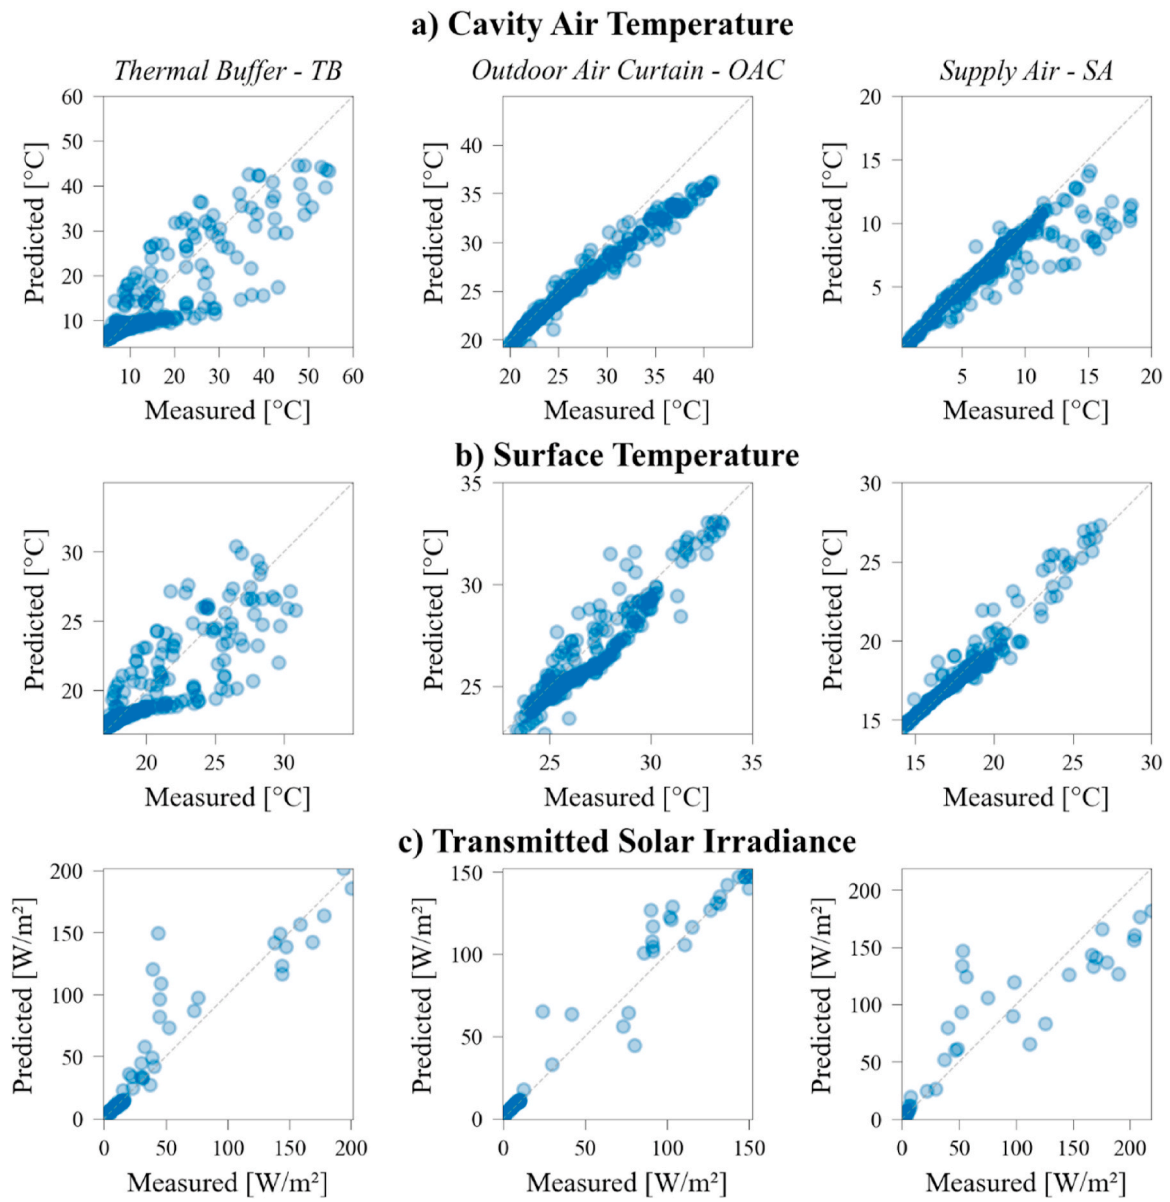 a) Cavity Air Temperature
Thermal Buffer - TB
Outdoor Air Curtain - OAC
Supply Air - SA
60
50
40
30
20
10
Predicted [°C]
10 20 30 40 50 60
Measured [°C]
40
35
30
25
20
Predicted [°C]
20 25 30 35 40
Measured [°C]
20
15
10
5
Predicted [°C]
5 10 15 20
Measured [°C]
b) Surface Temperature
30
25
20
Predicted [°C]
20 25 30
Measured [°C]
35
30
25
Predicted [°C]
25 30 35
Measured [°C]
30
25
20
15
Predicted [°C]
15 20 25 30
Measured [°C]
c) Transmitted Solar Irradiance
200
150
100
50
0
Predicted [W/m²]
0 50 100 150 200
Measured [W/m²]
150
100
50
0
Predicted [W/m²]
0 50 100 150
Measured [W/m²]
200
150
100
50
0
Predicted [W/m²]
0 50 100 150 200
Measured [W/m²]